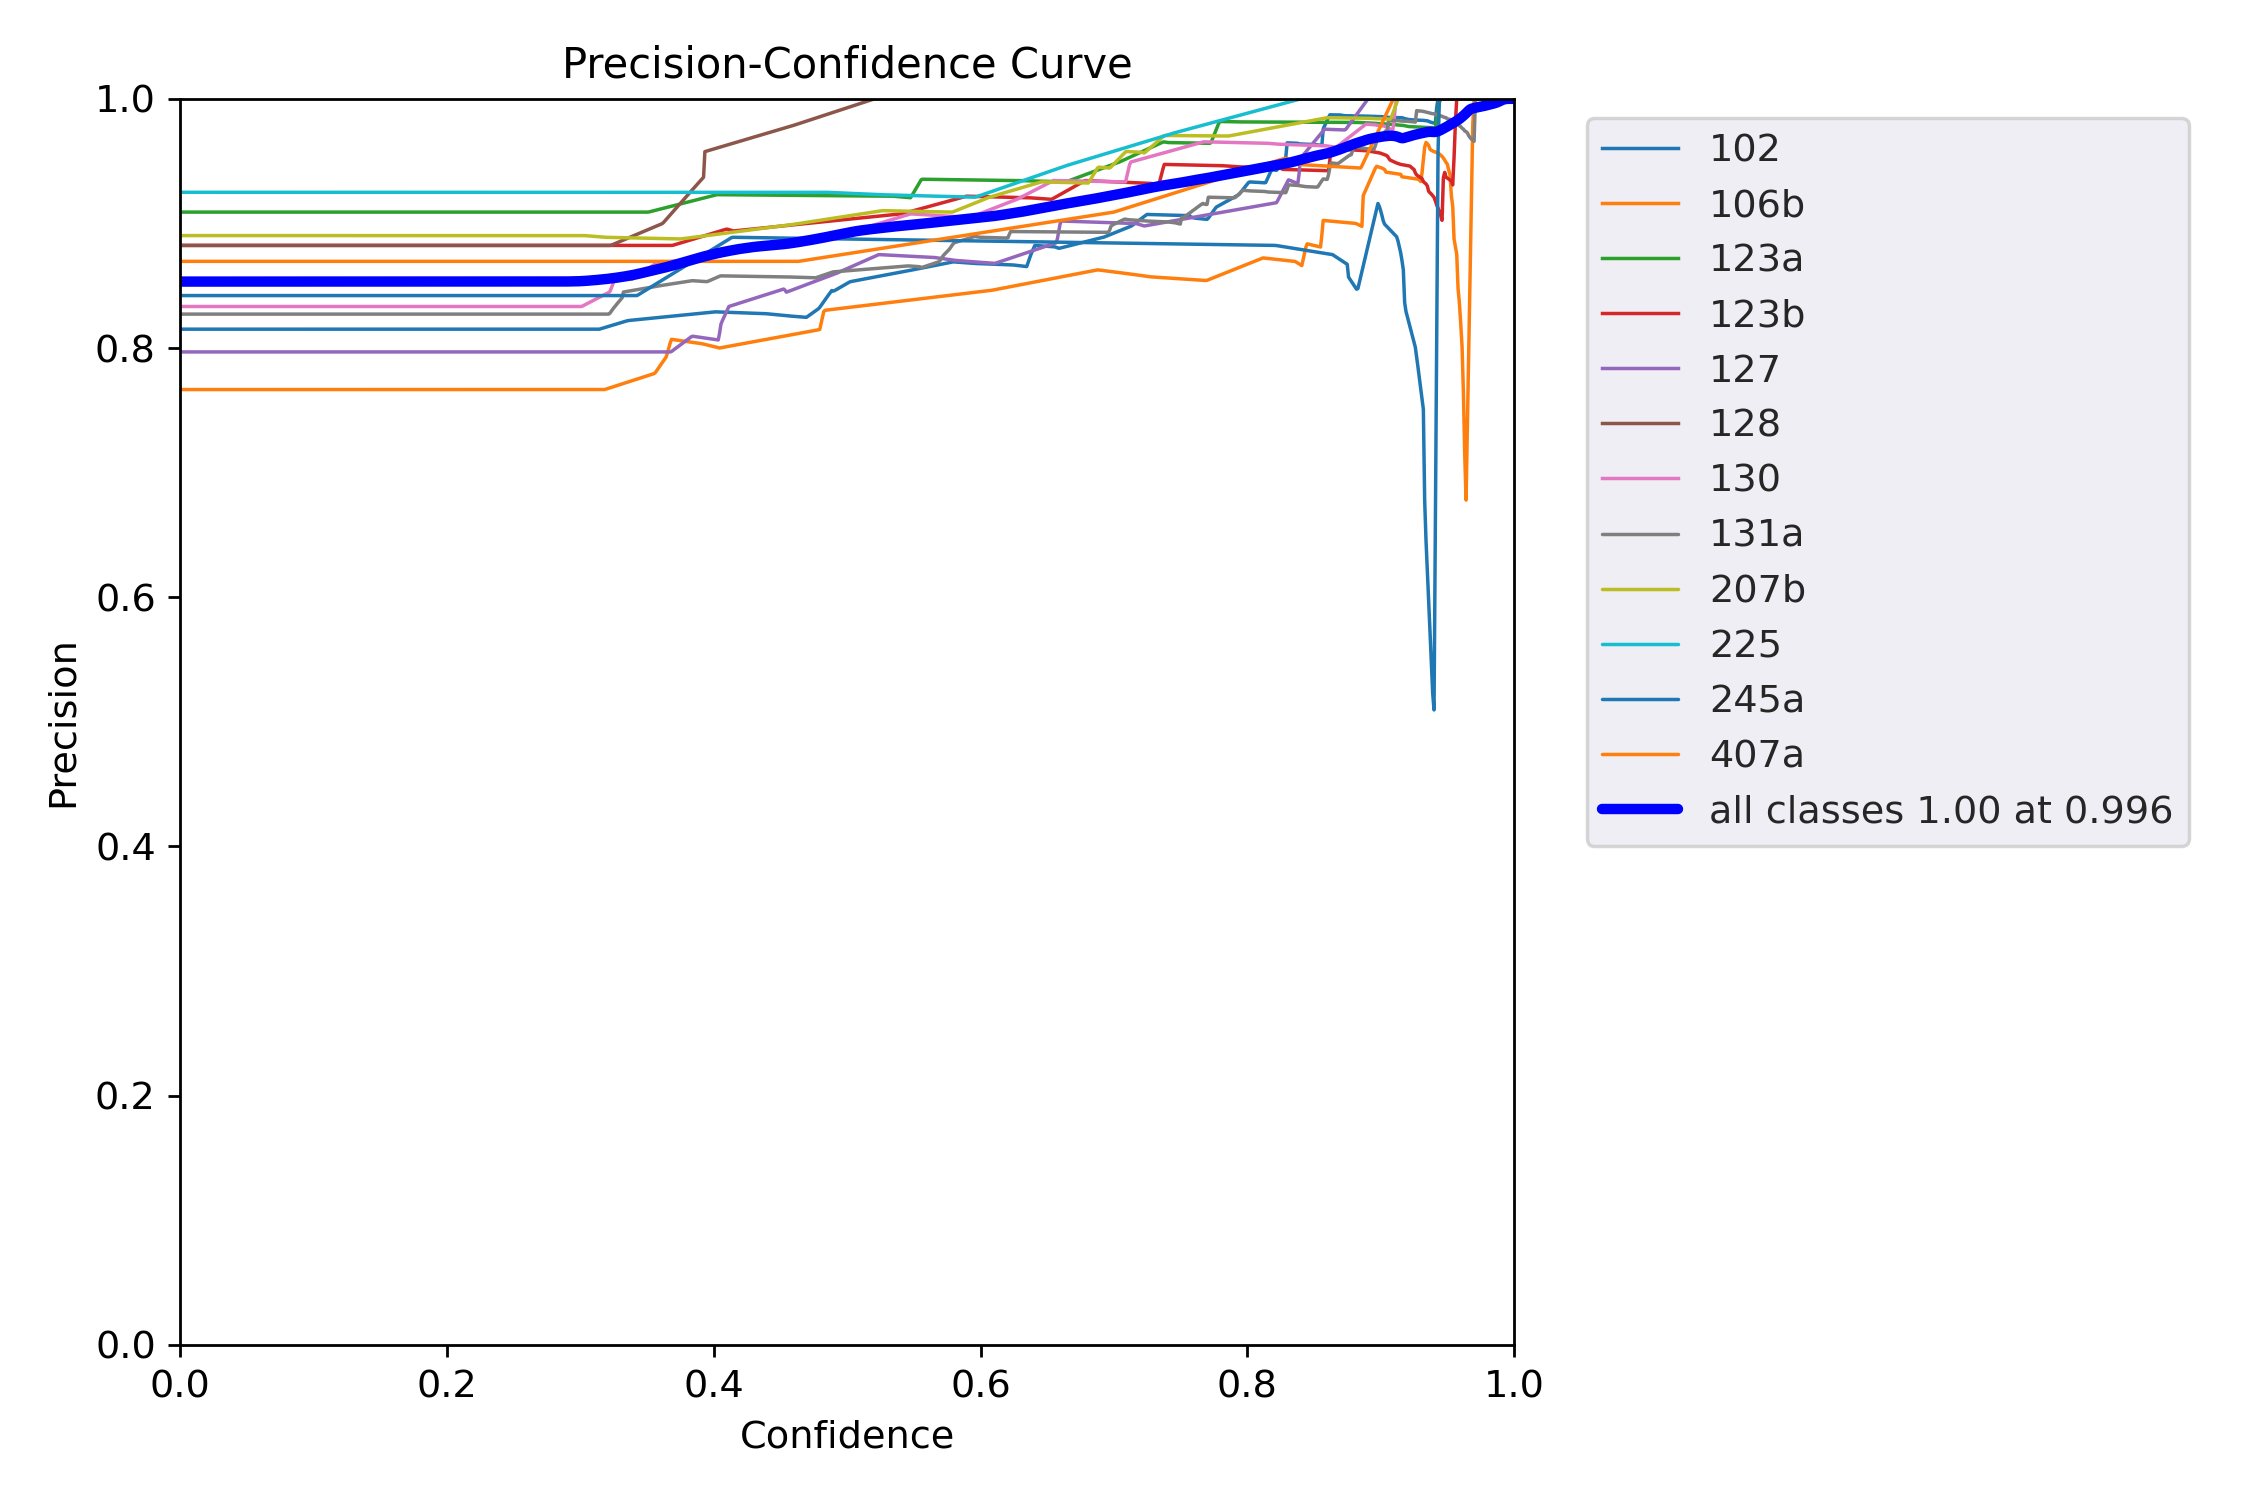 Precision-Confidence Curve
1.0
0.8
0.6
0.4
0.2
0.0
Precision
0.0 0.2 0.4 0.6 0.8 1.0
Confidence
102
106b
123a
123b
127
128
130
131a
207b
225
245a
407a
all classes 1.00 at 0.996